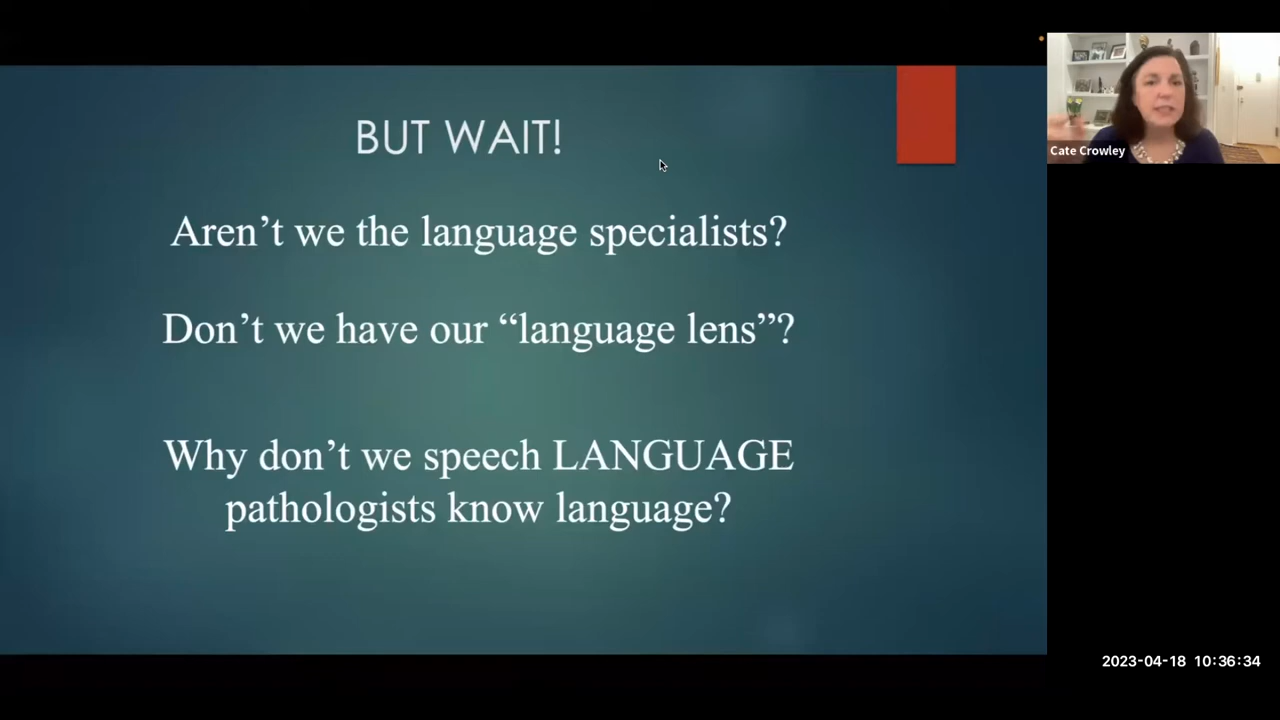 BUT WAIT!
Aren’t we the language specialists?
Don’t we have our “language lens”?
Why don’t we speech LANGUAGE
pathologists know language?
Cate Crowley
2023-04-18 10:36:34